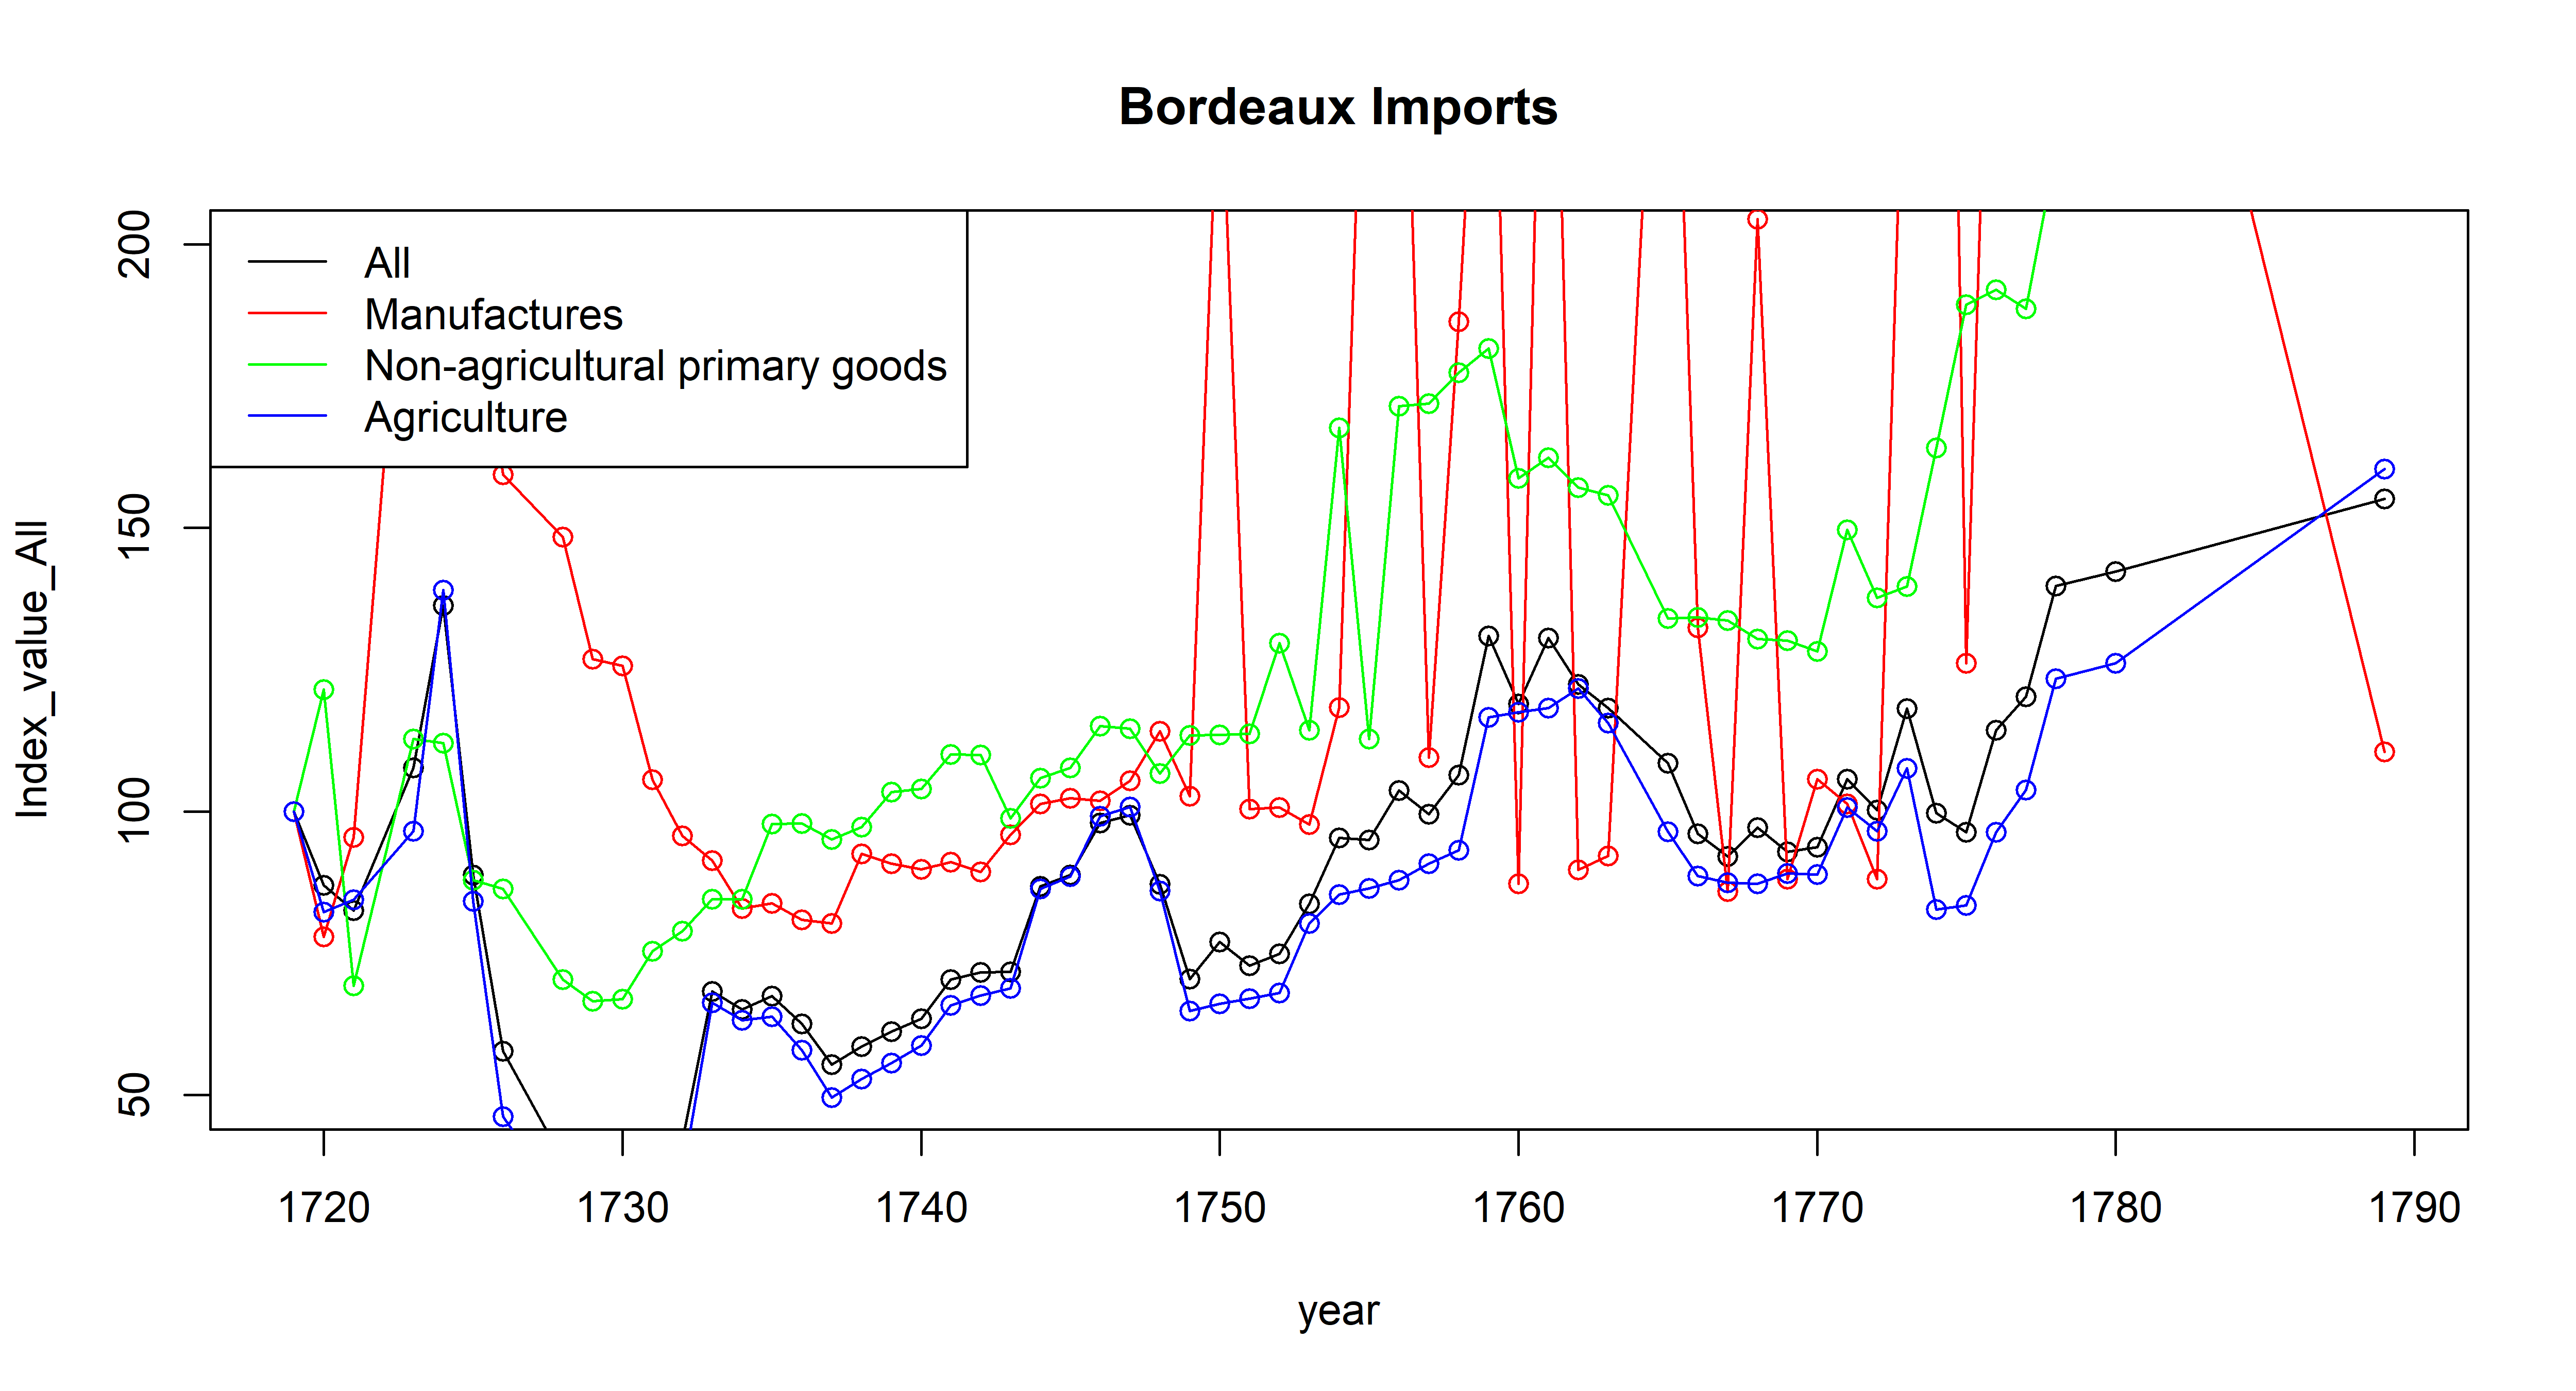 Bordeaux Imports
All
Manufactures
Non-agricultural primary goods
Agriculture
Index_value_All
200
150
100
50
1720 1730 1740 1750 1760 1770 1780 1790
year